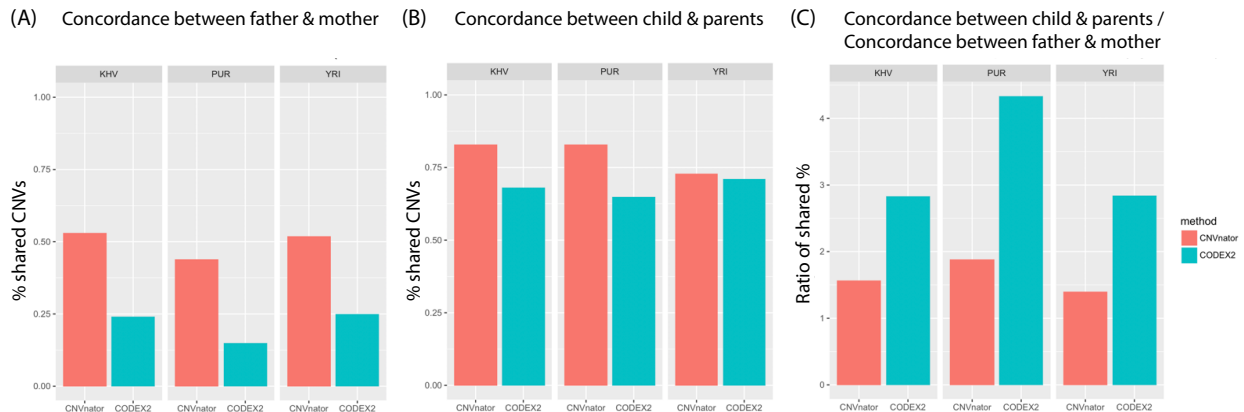 (A) Concordance between father & mother
KHV PUR YRI
1.00
0.75
0.50
0.25
0.00
% shared CNVs
CNVnator CODEX2 CNVnator CODEX2 CNVnator CODEX2
(B) Concordance between child & parents
KHV PUR YRI
1.00
0.75
0.50
0.25
0.00
% shared CNVs
CNVnator CODEX2 CNVnator CODEX2 CNVnator CODEX2
(C) Concordance between child & parents /
Concordance between father & mother
KHV PUR YRI
4
3
2
1
0
Ratio of shared %
CNVnator CODEX2 CNVnator CODEX2 CNVnator CODEX2
method
CNVnator
CODEX2